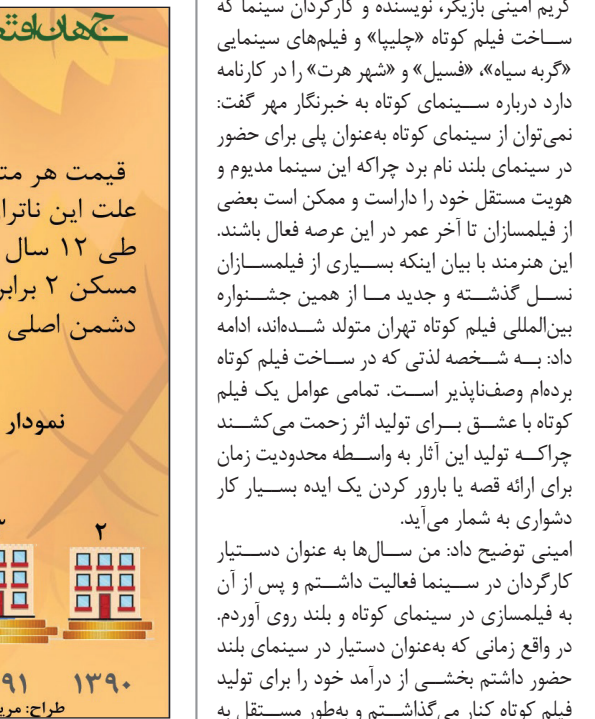 کریم امینی بازیگر، نویسنده و کارگردان سینما که
ساخت فیلم کوتاه «چلیپا» و فیلم‌های سینمایی
«گربه سیاه»، «فسیل» و «شهر هرت» را در کارنامه
دارد درباره سینمای کوتاه به خبرنگار مهر گفت:
نمی‌توان از سینمای کوتاه به‌عنوان پلی برای حضور
در سینمای بلند نام برد چراکه این سینما مدیوم و
هویت مستقل خود را داراست و ممکن است بعضی
از فیلمسازان تا آخر عمر در این عرصه فعال باشند.
این هنرمند با بیان اینکه بسیاری از فیلمسازان
نسل گذشته و جدید ما از همین جشنواره
بین‌المللی فیلم کوتاه تهران متولد شده‌اند، ادامه
داد: به شخصه لذتی که در ساخت فیلم کوتاه
برده‌ام وصف‌ناپذیر است. تمامی عوامل یک فیلم
کوتاه با عشق برای تولید اثر زحمت می‌کشند
چراکه تولید این آثار به واسطه محدودیت زمان
برای ارائه قصه یا بارور کردن یک ایده بسیار کار
دشواری به شمار می‌آید.
امینی توضیح داد: من سال‌ها به عنوان دستیار
کارگردان در سینما فعالیت داشتم و پس از آن
به فیلمسازی در سینمای کوتاه و بلند روی آوردم.
در واقع زمانی که به‌عنوان دستیار در سینمای بلند
حضور داشتم بخشی از درآمد خود را برای تولید
فیلم کوتاه کنار می‌گذاشتم و به‌طور مستقل به
جهان
قیمت هر
علت این
طی ۱۲ سال
مسکن ۲ برابر
دشمن اصلی
نمودار
۲
۱۳۹۰
۹۱
طراح: